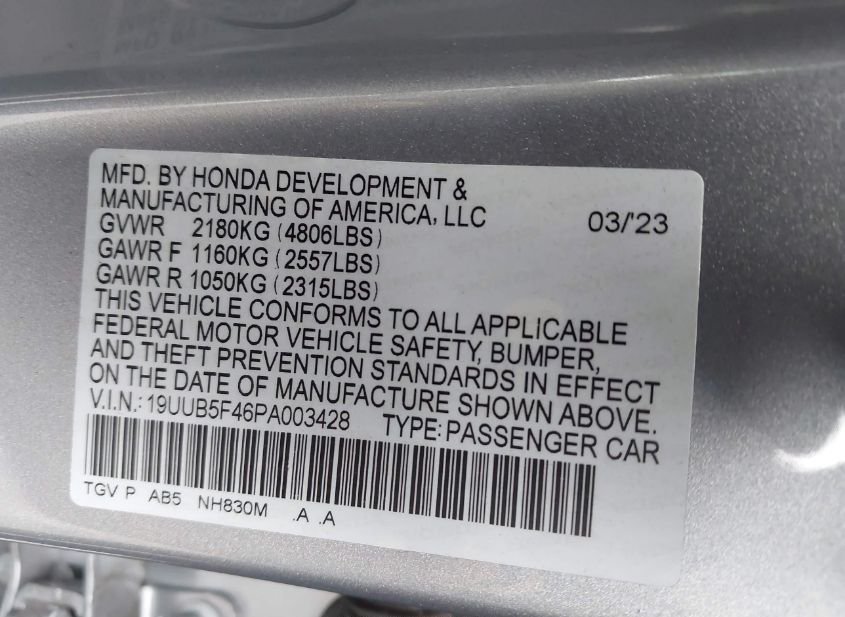 MFD. BY HONDA DEVELOPMENT &
MANUFACTURING OF AMERICA, LLC 03/'23
GVWR 2180KG (4806LBS)
GAWR F 1160KG (2557LBS)
GAWR R 1050KG (2315LBS)
THIS VEHICLE CONFORMS TO ALL APPLICABLE
FEDERAL MOTOR VEHICLE SAFETY, BUMPER,
AND THEFT PREVENTION STANDARDS IN EFFECT
ON THE DATE OF MANUFACTURE SHOWN ABOVE.
V.I.N.: 19UUB5F46PA003428 TYPE: PASSENGER CAR
TGV P AB5 NH830M .A .A